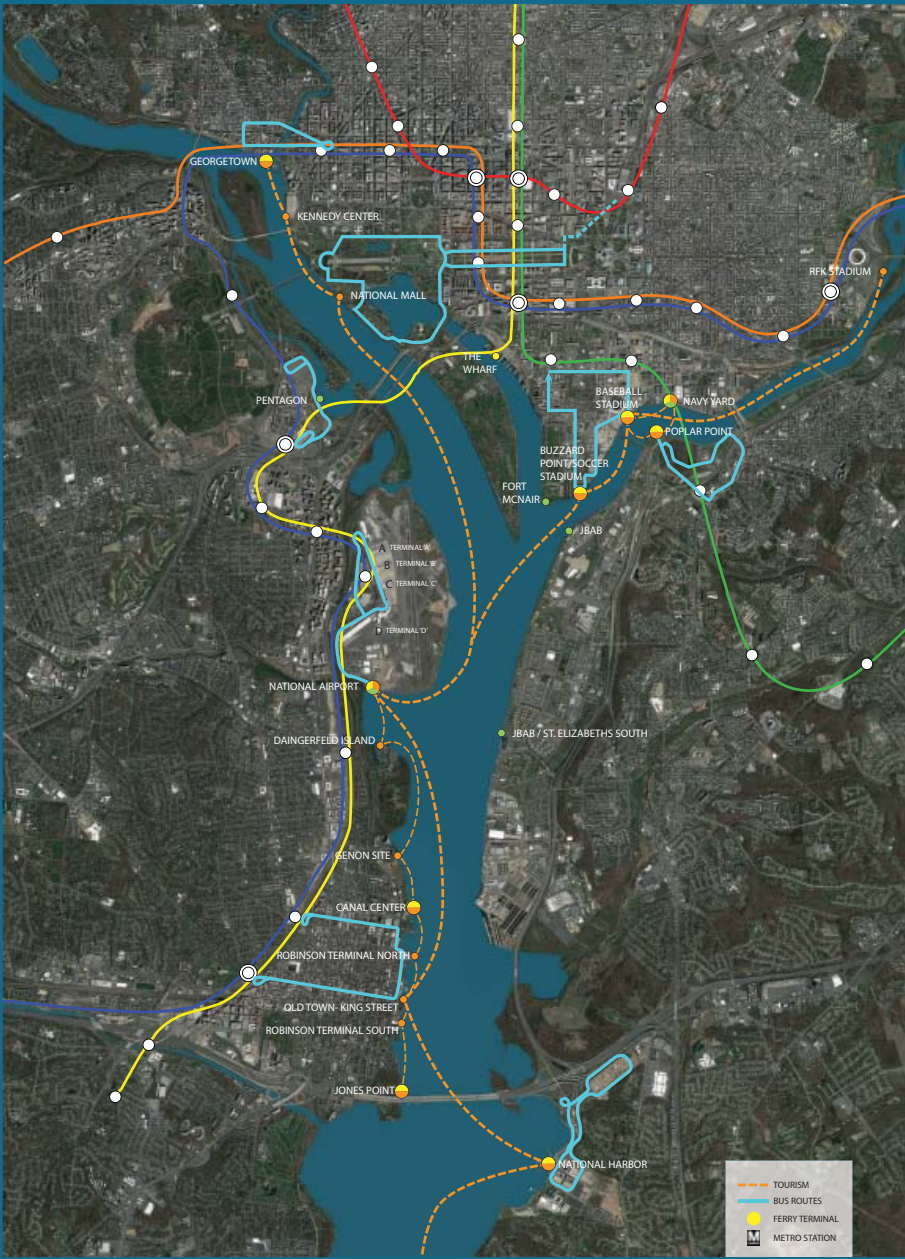 GEORGETOWN
KENNEDY CENTER
RFK STADIUM
NATIONAL MALL
THE
WHARF
PENTAGON
BASEBALL
STADIUM
NAVY YARD
POPLAR POINT
BUZZARD
POINT/SOCCER
STADIUM
FORT
MCNAIR
JBAB
A TERMINAL 'A'
B TERMINAL 'B'
C TERMINAL 'C'
D TERMINAL 'D'
NATIONAL AIRPORT
DAINGERFELD ISLAND
JBAB / ST. ELIZABETHS SOUTH
GENON SITE
CANAL CENTER
ROBINSON TERMINAL NORTH
OLD TOWN- KING STREET
ROBINSON TERMINAL SOUTH
JONES POINT
NATIONAL HARBOR
TOURISM
BUS ROUTES
FERRY TERMINAL
M METRO STATION